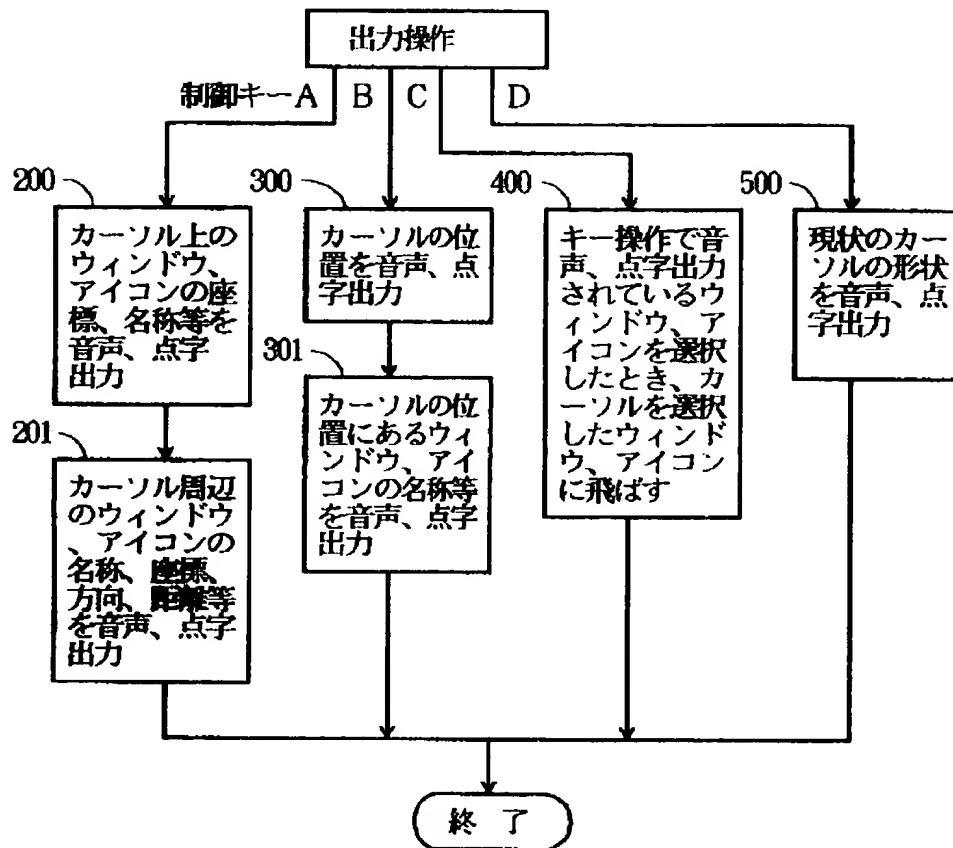 出力操作
制御キーA
B
C
D
200
カーソル上の
ウィンドウ、
アイコンの座
標、名称等を
音声、点字
出力
201
カーソル周辺
のウィンドウ
、アイコンの
名称、座標、
方向、距離等
を音声、点字
出力
300
カーソルの位
置を音声、点
字出力
301
カーソルの位
置にあるウィ
ンドウ、アイ
コンの名称等
を音声、点字
出力
400
キー操作で音
声、点字出力
されているウ
ィンドウ、ア
イコンを選択
したとき、カ
ーソルを選択
したウィンド
ウ、アイコン
に飛ばす
500
現状のカー
ソルの形状
を音声、点
字出力
終 了